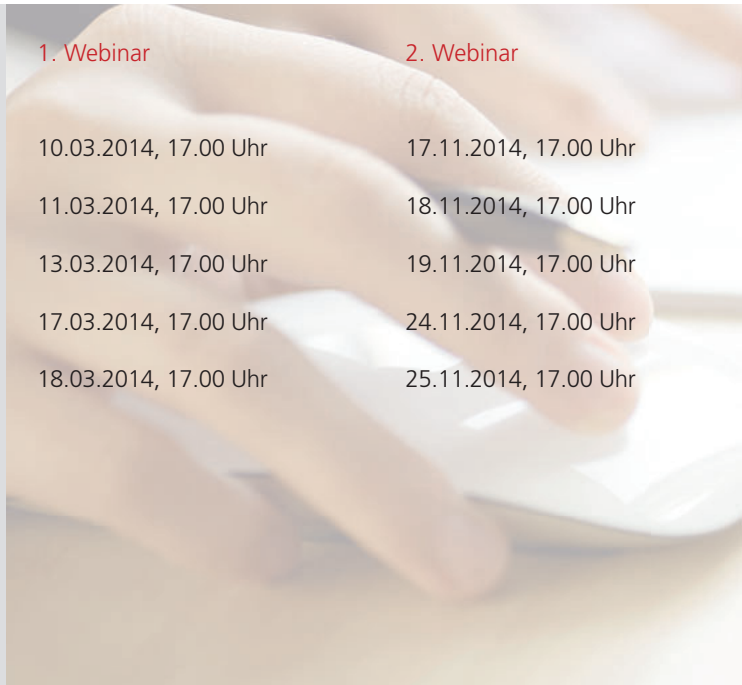 1. Webinar
10.03.2014, 17.00 Uhr
11.03.2014, 17.00 Uhr
13.03.2014, 17.00 Uhr
17.03.2014, 17.00 Uhr
18.03.2014, 17.00 Uhr
2. Webinar
17.11.2014, 17.00 Uhr
18.11.2014, 17.00 Uhr
19.11.2014, 17.00 Uhr
24.11.2014, 17.00 Uhr
25.11.2014, 17.00 Uhr